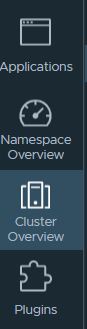 Applications
Namespace
Overview
Cluster
Overview
Plugins